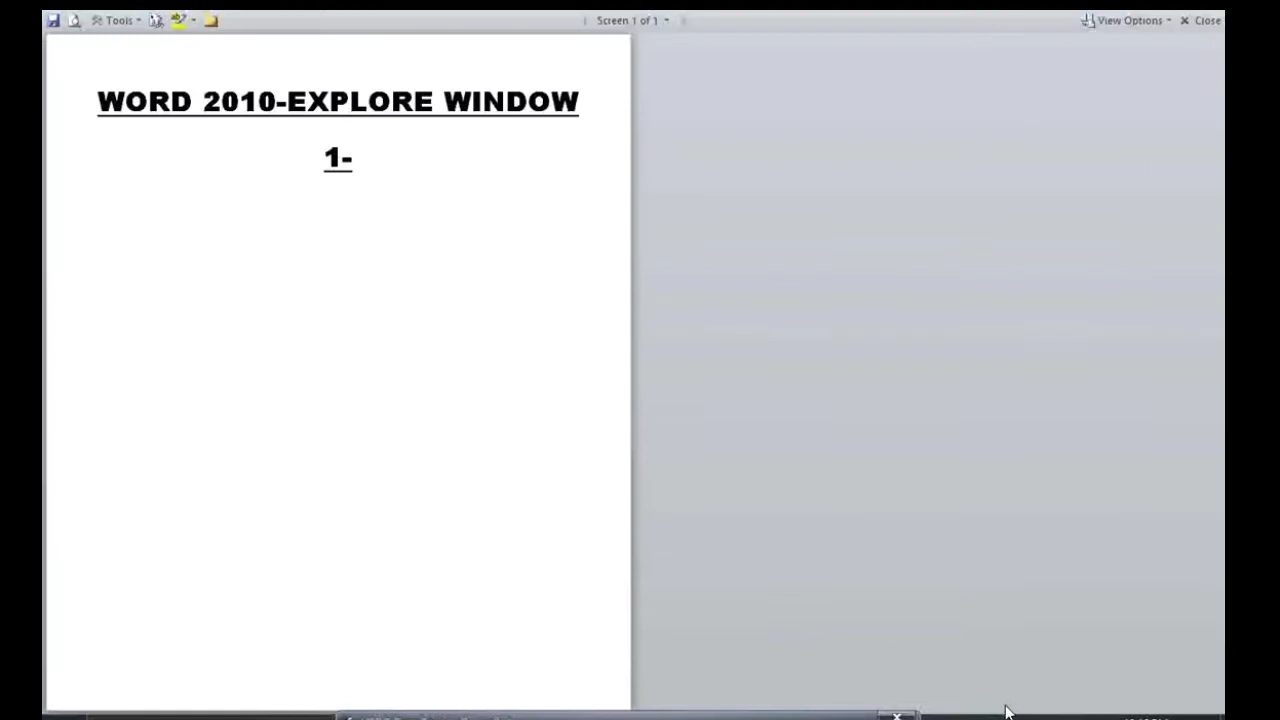 Tools
Screen 1 of 1
View Options
Close
WORD 2010-EXPLORE WINDOW
1-